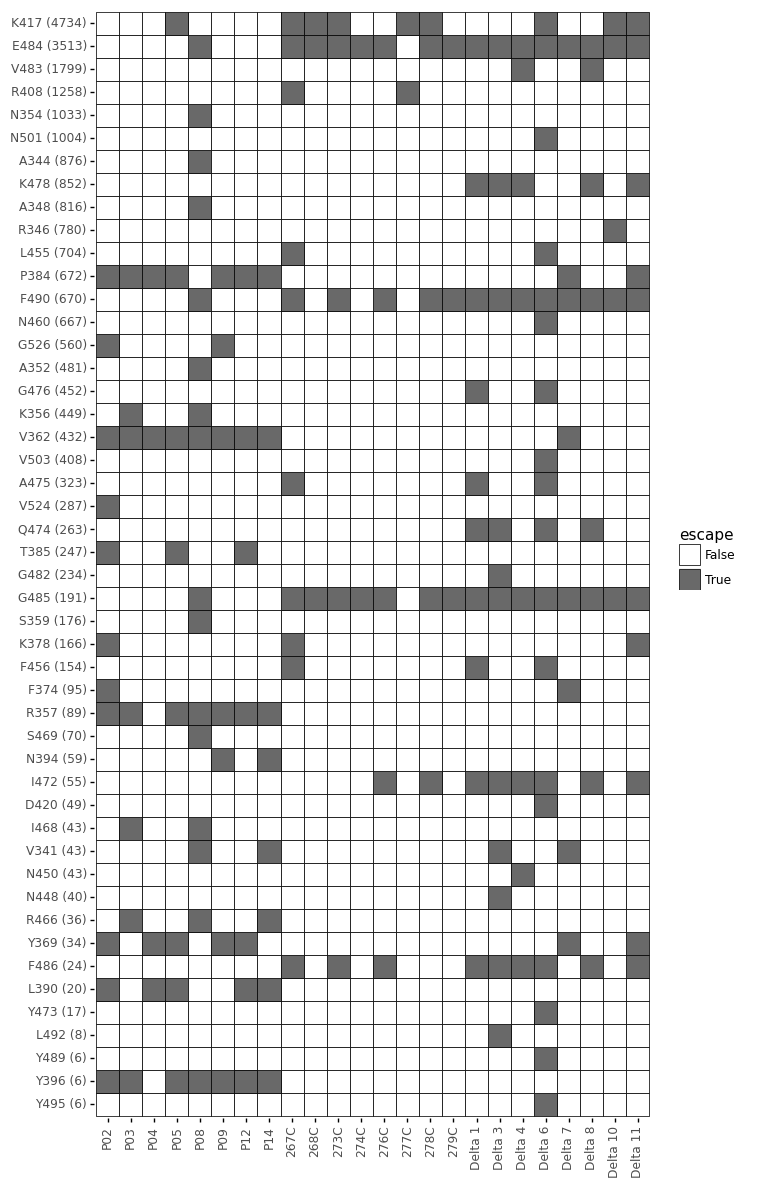 K417 (4734)
E484 (3513)
V483 (1799)
R408 (1258)
N354 (1033)
N501 (1004)
A344 (876)
K478 (852)
A348 (816)
R346 (780)
L455 (704)
P384 (672)
F490 (670)
N460 (667)
G526 (560)
A352 (481)
G476 (452)
K356 (449)
V362 (432)
V503 (408)
A475 (323)
V524 (287)
Q474 (263)
T385 (247)
G482 (234)
G485 (191)
S359 (176)
K378 (166)
F456 (154)
F374 (95)
R357 (89)
S469 (70)
N394 (59)
I472 (55)
D420 (49)
I468 (43)
V341 (43)
N450 (43)
N448 (40)
R466 (36)
Y369 (34)
F486 (24)
L390 (20)
Y473 (17)
L492 (8)
Y489 (6)
Y396 (6)
Y495 (6)
P02
P03
P04
P05
P08
P09
P12
P14
267C
268C
273C
274C
276C
277C
278C
279C
Delta 1
Delta 3
Delta 4
Delta 6
Delta 7
Delta 8
Delta 10
Delta 11
escape
False
True